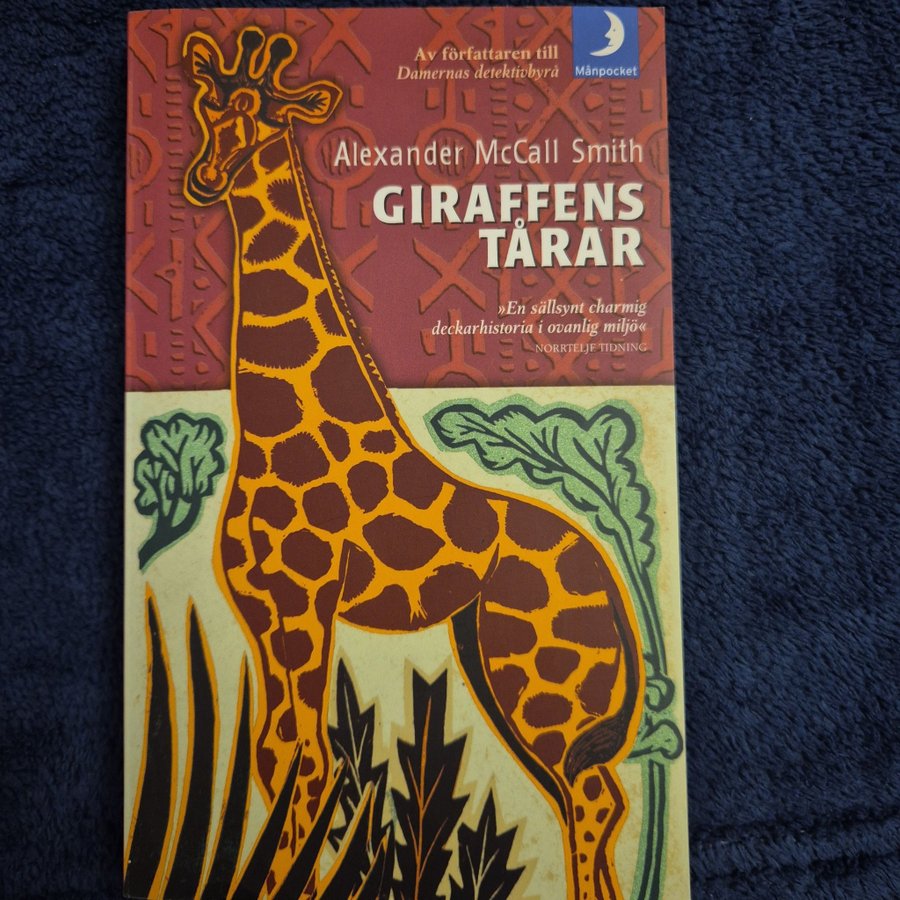 Av författaren till
Damernas detektivbyrå
Månpocket
Alexander McCall Smith
GIRAFFENS
TÅRAR
»En sällsynt charmig
deckarhistoria i ovanlig miljö«
NORRTELJE TIDNING